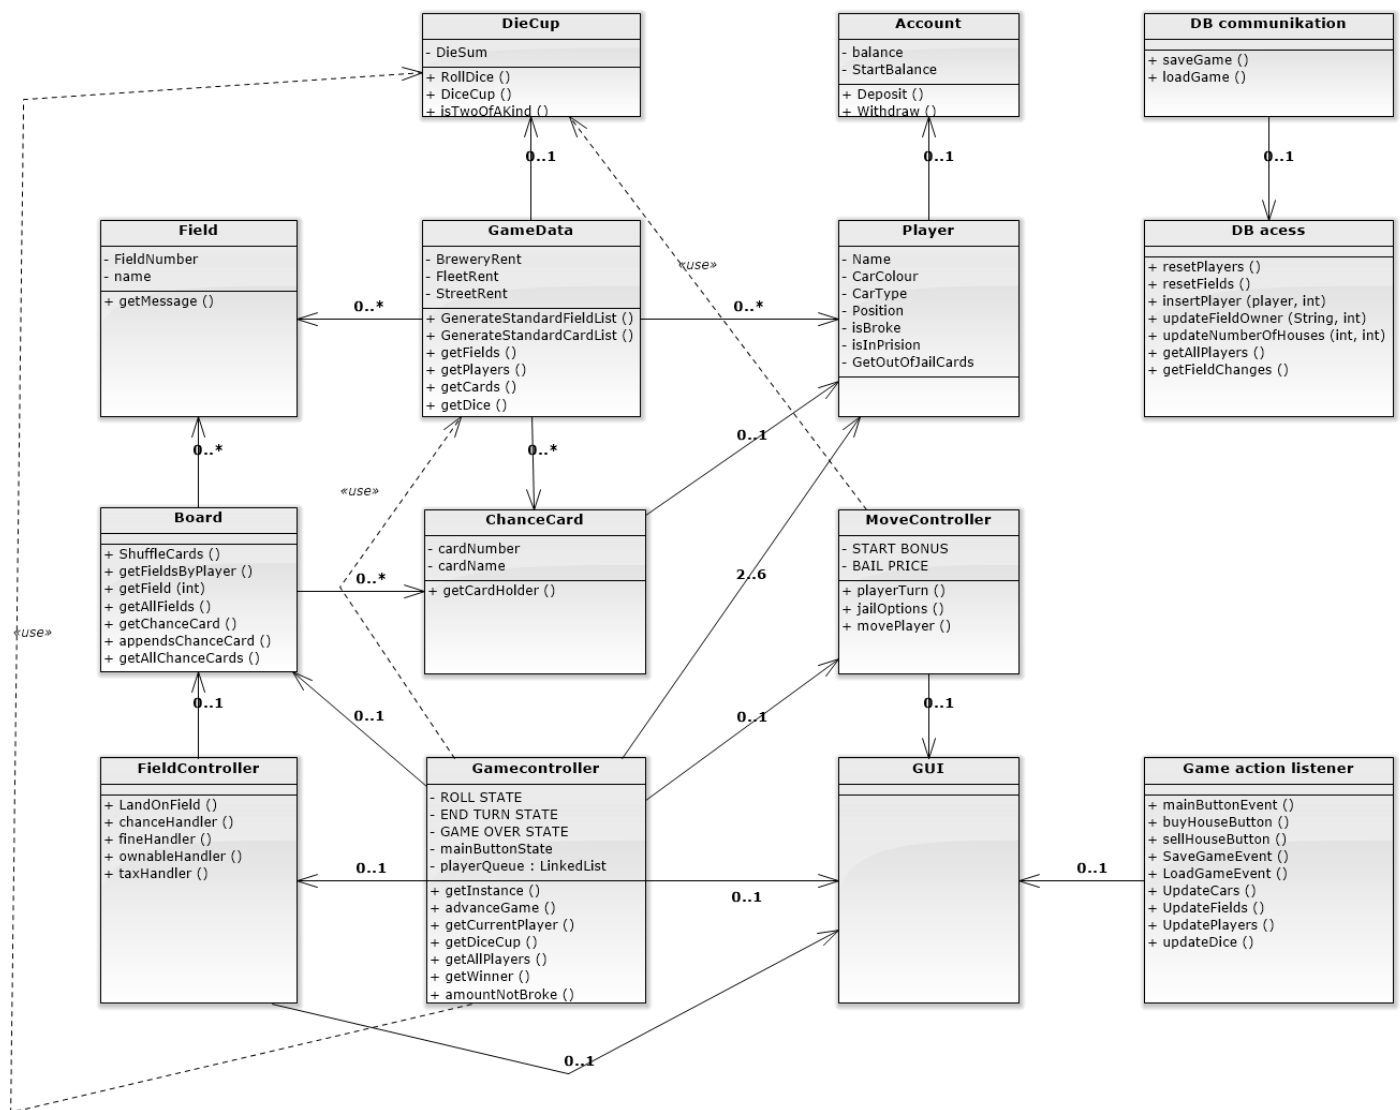 DieCup
- DieSum
+ RollDice ()
+ DiceCup ()
+ isTwoOfAKind ()
Account
- balance
- StartBalance
+ Deposit ()
+ Withdraw ()
DB communikation
+ saveGame ()
+ loadGame ()
0..1
0..1
0..1
Field
- FieldNumber
- name
+ getMessage ()
0..*
GameData
- BreweryRent
- FleetRent
- StreetRent
+ GenerateStandardFieldList ()
+ GenerateStandardCardList ()
+ getFields ()
+ getPlayers ()
+ getCards ()
+ getDice ()
«use»
0..*
Player
- Name
- CarColour
- CarType
- Position
- isBroke
- isInPrision
- GetOutOfJailCards
DB acess
+ resetPlayers ()
+ resetFields ()
+ insertPlayer (player, int)
+ updateFieldOwner (String, int)
+ updateNumberOfHouses (int, int)
+ getAllPlayers ()
+ getFieldChanges ()
0..*
0..*
0..1
«use»
Board
+ ShuffleCards ()
+ getFieldsByPlayer ()
+ getField (int)
+ getAllFields ()
+ getChanceCard ()
+ appendsChanceCard ()
+ getAllChanceCards ()
0..*
ChanceCard
- cardNumber
- cardName
+ getCardHolder ()
2..6
MoveController
- START BONUS
- BAIL PRICE
+ playerTurn ()
+ jailOptions ()
+ movePlayer ()
«use»
0..1
0..1
0..1
0..1
FieldController
+ LandOnField ()
+ chanceHandler ()
+ fineHandler ()
+ ownableHandler ()
+ taxHandler ()
0..1
Gamecontroller
- ROLL STATE
- END TURN STATE
- GAME OVER STATE
- mainButtonState
- playerQueue : LinkedList
+ getInstance ()
+ advanceGame ()
+ getCurrentPlayer ()
+ getDiceCup ()
+ getAllPlayers ()
+ getWinner ()
+ amountNotBroke ()
0..1
GUI
0..1
Game action listener
+ mainButtonEvent ()
+ buyHouseButton ()
+ sellHouseButton ()
+ SaveGameEvent ()
+ LoadGameEvent ()
+ UpdateCars ()
+ UpdateFields ()
+ UpdatePlayers ()
+ updateDice ()
0..1